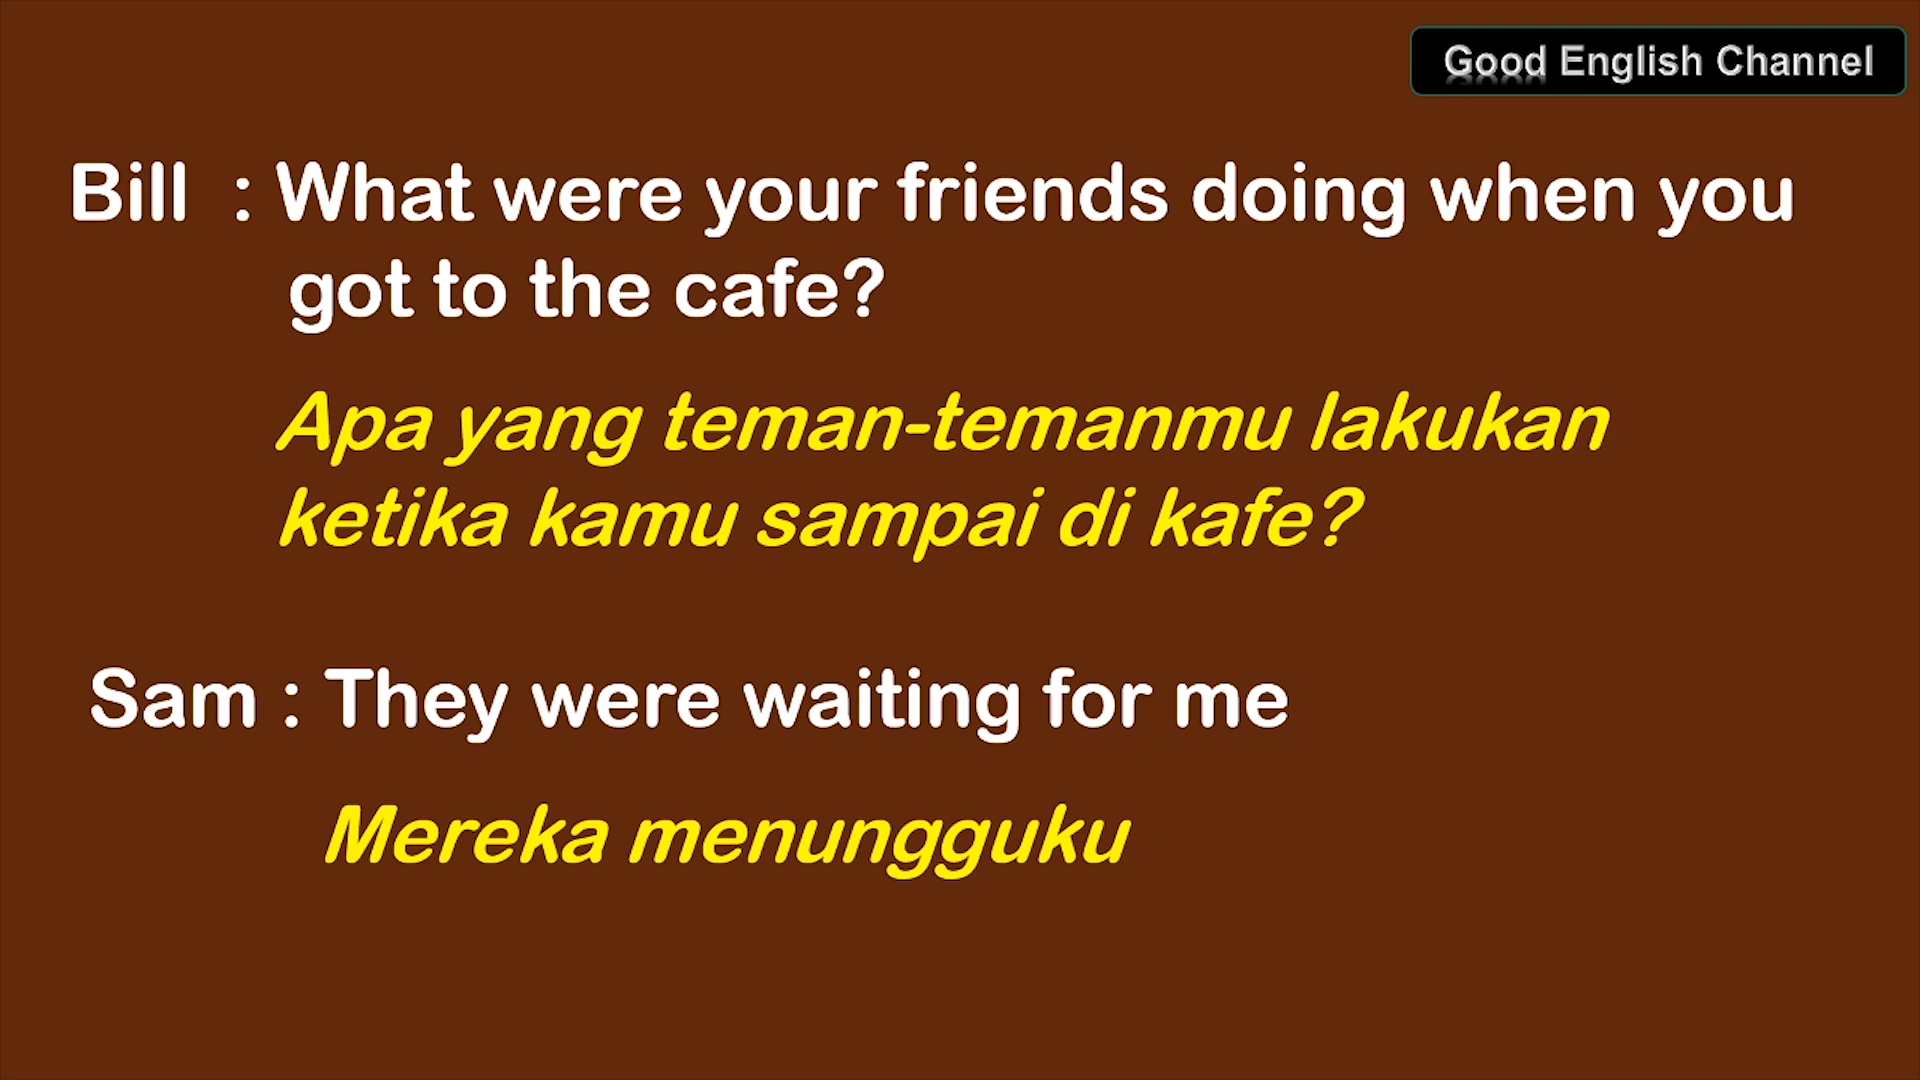 Good English Channel
Bill : What were your friends doing when you
got to the cafe?
Apa yang teman-temanmu lakukan
ketika kamu sampai di kafe?
Sam : They were waiting for me
Mereka menungguku